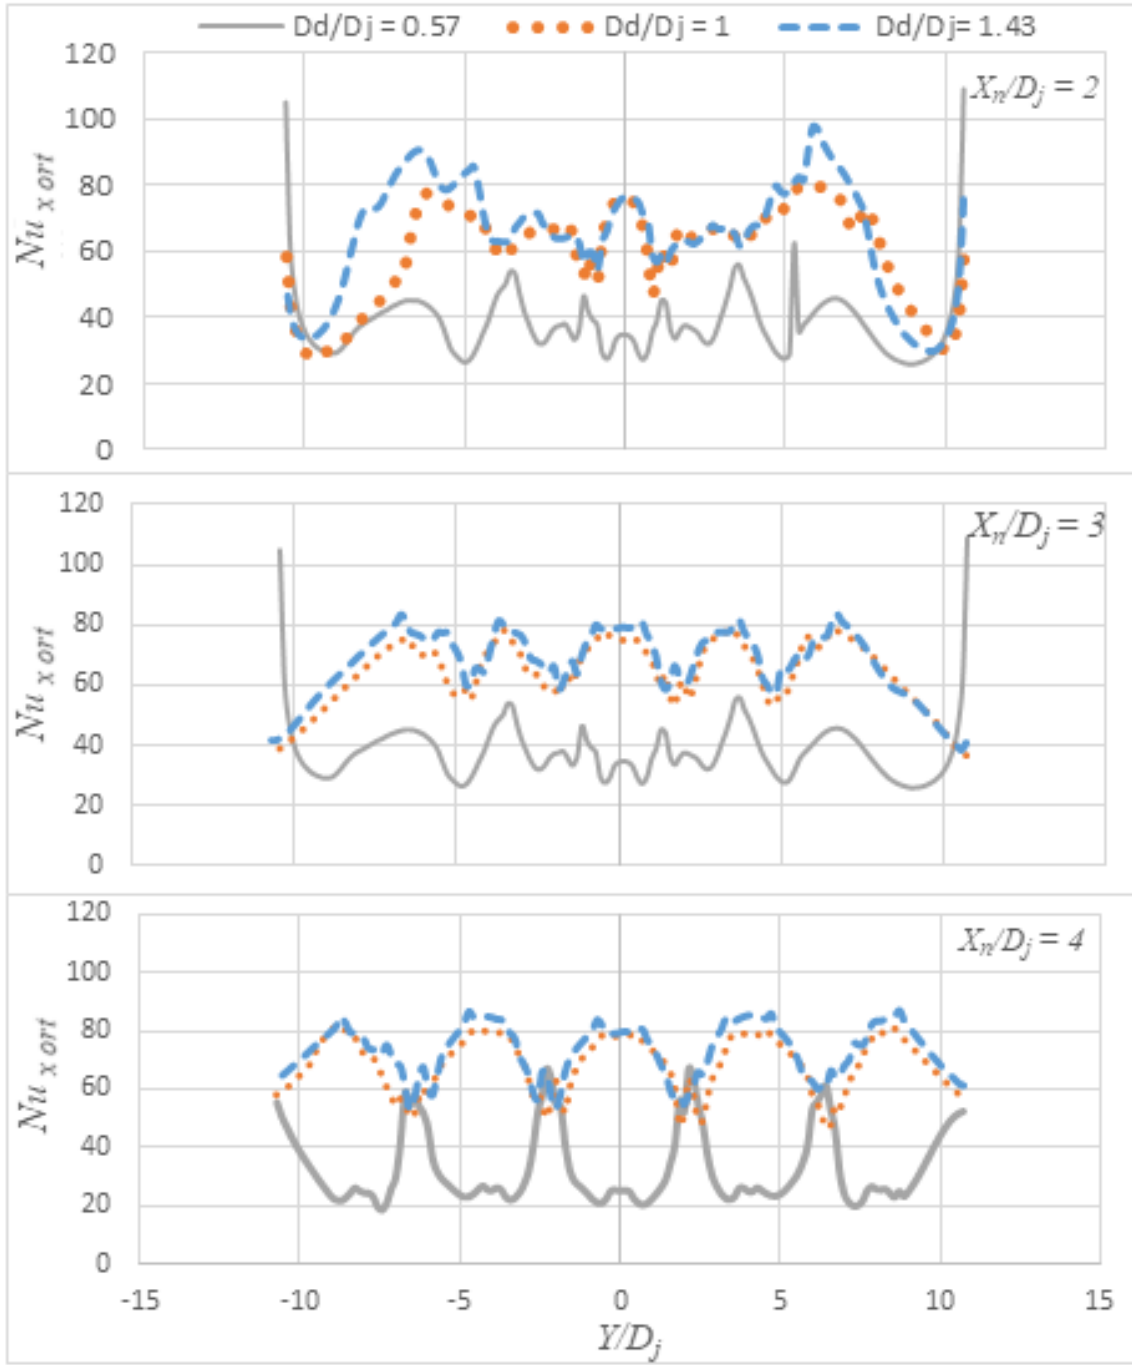 Dd/Dj = 0.57 Dd/Dj = 1 Dd/Dj= 1.43
120
Xn/Dj = 2
100
80
60
40
20
0
Nu x ort
120
Xn/Dj = 3
100
80
60
40
20
0
Nu x ort
120
Xn/Dj = 4
100
80
60
40
20
0
Nu x ort
-15 -10 -5 0 5 10 15
Y/Dj